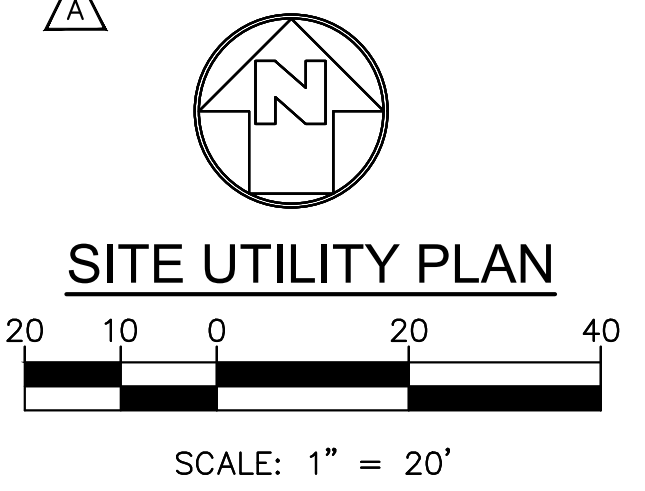 A
N
SITE UTILITY PLAN
20 10 0 20 40
SCALE: 1” = 20’